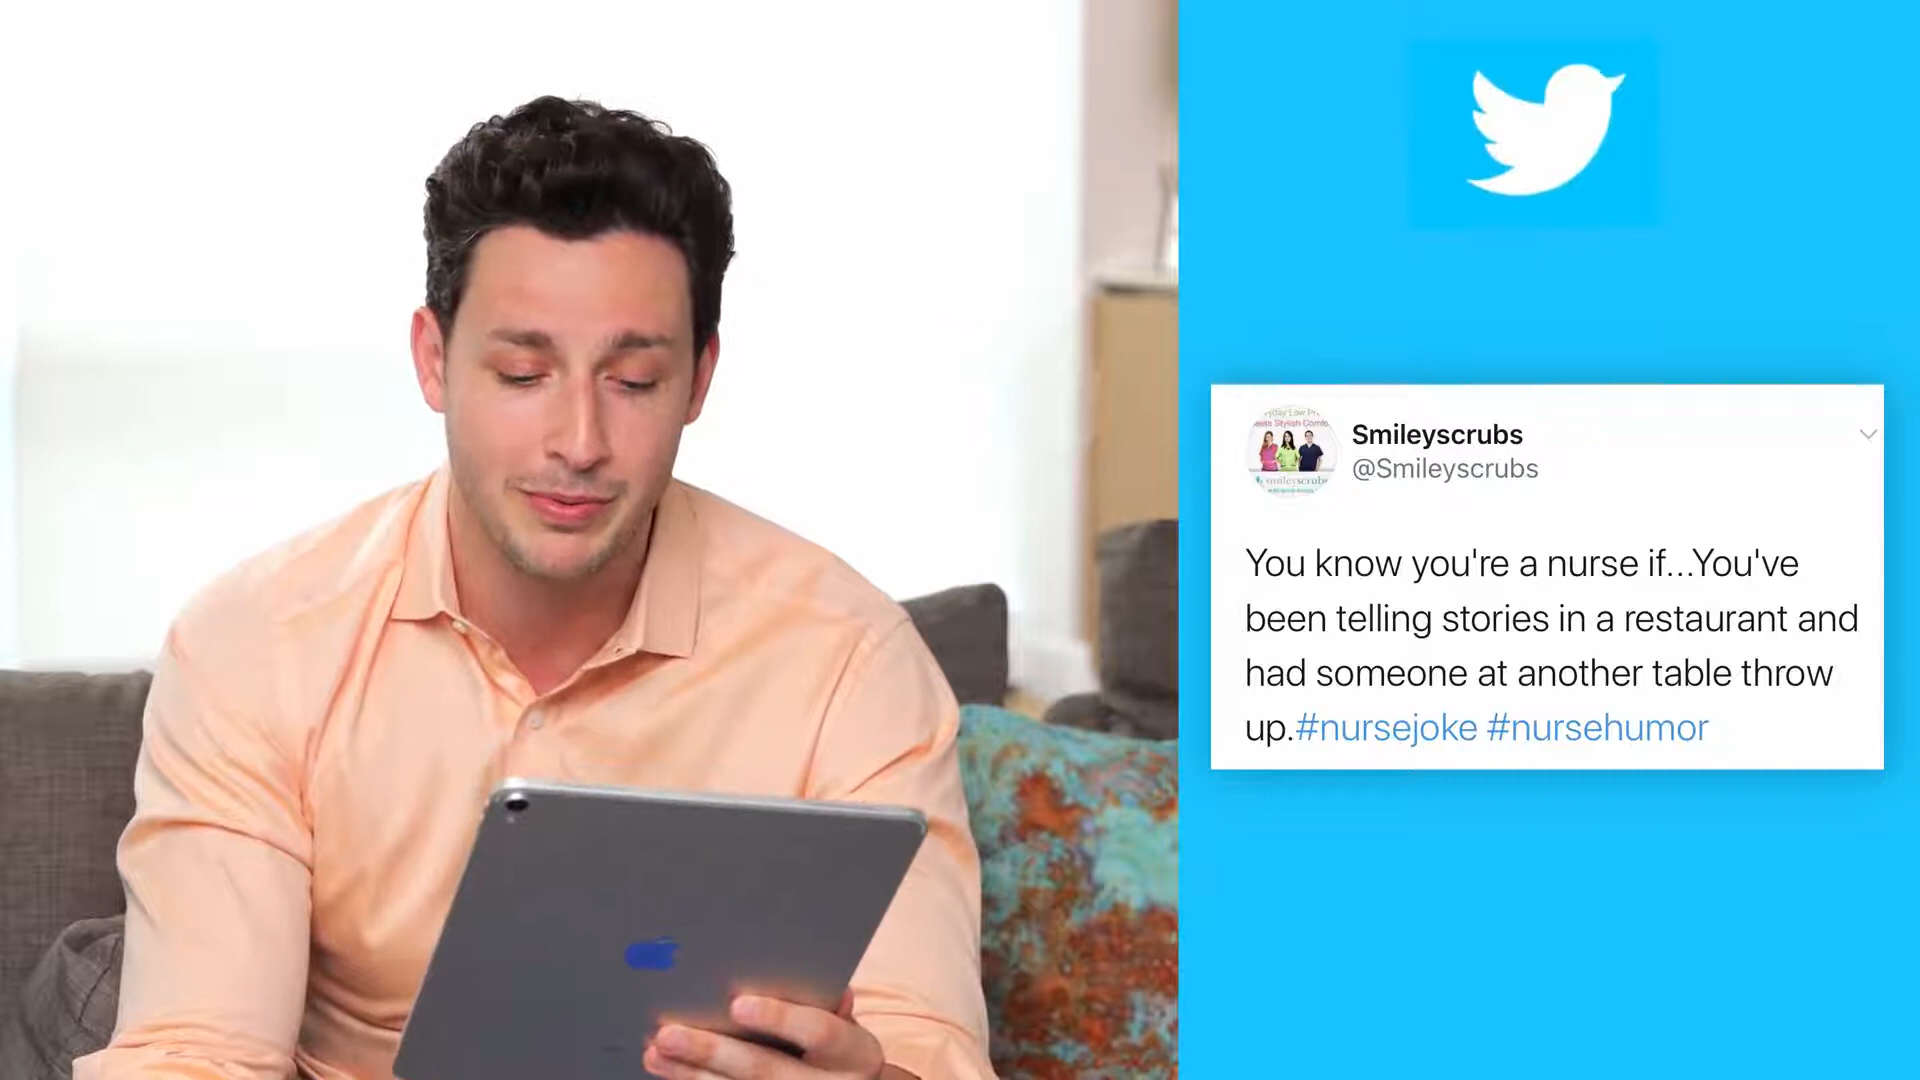 Smileyscrubs
@Smileyscrubs
You know you're a nurse if...You've
been telling stories in a restaurant and
had someone at another table throw
up.#nursejoke #nursehumor